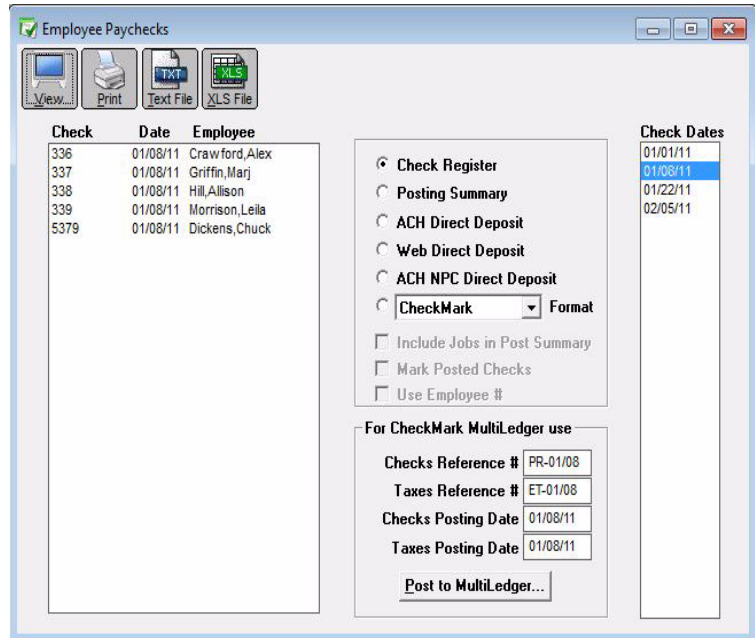 Employee Paychecks
View... Print Text File XLS File
TXT XLS
Check Date Employee
336 01/08/11 Crawford,Alex
337 01/08/11 Griffin,Marj
338 01/08/11 Hill,Allison
339 01/08/11 Morrison,Leila
5379 01/08/11 Dickens,Chuck
Check Register
Posting Summary
ACH Direct Deposit
Web Direct Deposit
ACH NPC Direct Deposit
CheckMark Format
Include Jobs in Post Summary
Mark Posted Checks
Use Employee #
For CheckMark MultiLedger use
Checks Reference # PR-01/08
Taxes Reference # ET-01/08
Checks Posting Date 01/08/11
Taxes Posting Date 01/08/11
Post to MultiLedger...
Check Dates
01/01/11
01/08/11
01/22/11
02/05/11